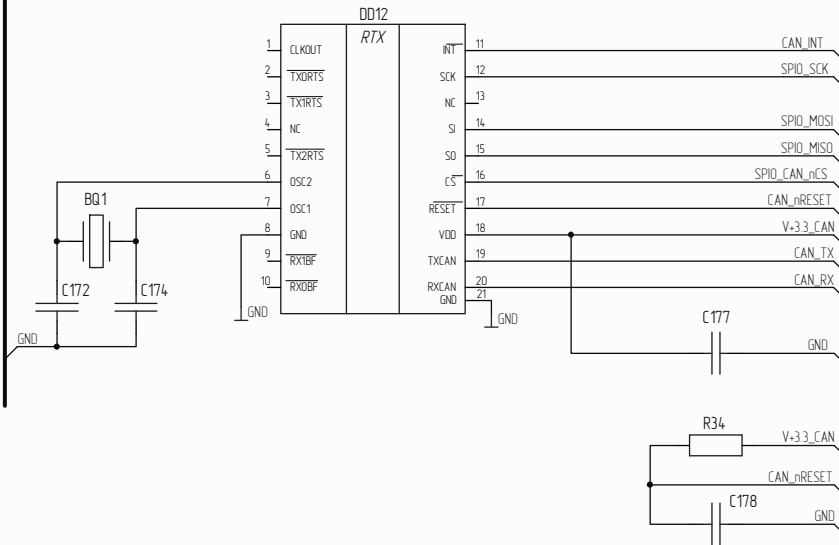 DD12
RTX
1 CLKOUT INT 11 CAN_INT
2 TX0RTS SCK 12 SPI0_SCK
3 TX1RTS NC 13
4 NC SI 14 SPI0_MOSI
5 TX2RTS SO 15 SPI0_MISO
6 OSC2 CS 16 SPI0_CAN_nCS
7 OSC1 RESET 17 CAN_nRESET
8 GND VDD 18 V+3.3_CAN
9 RX1BF TXCAN 19 CAN_TX
10 RX0BF RXCAN 20 CAN_RX
GND 21
BQ1
C172 C174
GND
GND
GND
C177
GND
R34
V+3.3_CAN
CAN_nRESET
C178
GND